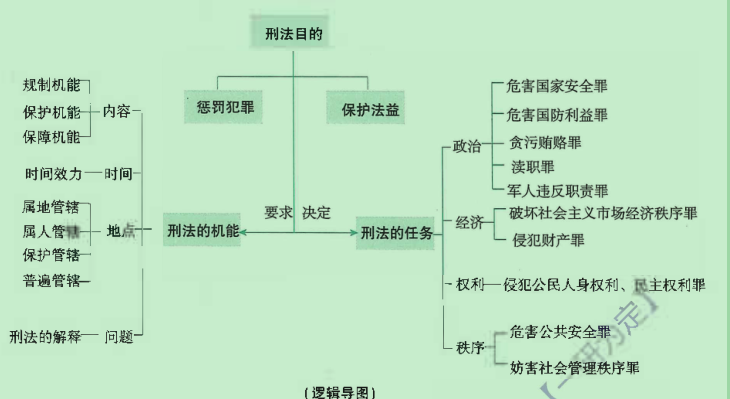 刑法目的
惩罚犯罪
保护法益
要求 决定
刑法的机能
刑法的任务
内容
规制机能
保护机能
保障机能
时间
时间效力
地点
属地管辖
属人管辖
保护管辖
普遍管辖
问题
刑法的解释
政治
危害国家安全罪
危害国防利益罪
贪污贿赂罪
渎职罪
军人违反职责罪
经济
破坏社会主义市场经济秩序罪
侵犯财产罪
权利
侵犯公民人身权利、民主权利罪
秩序
危害公共安全罪
妨害社会管理秩序罪
(逻辑导图)
【一研为定】